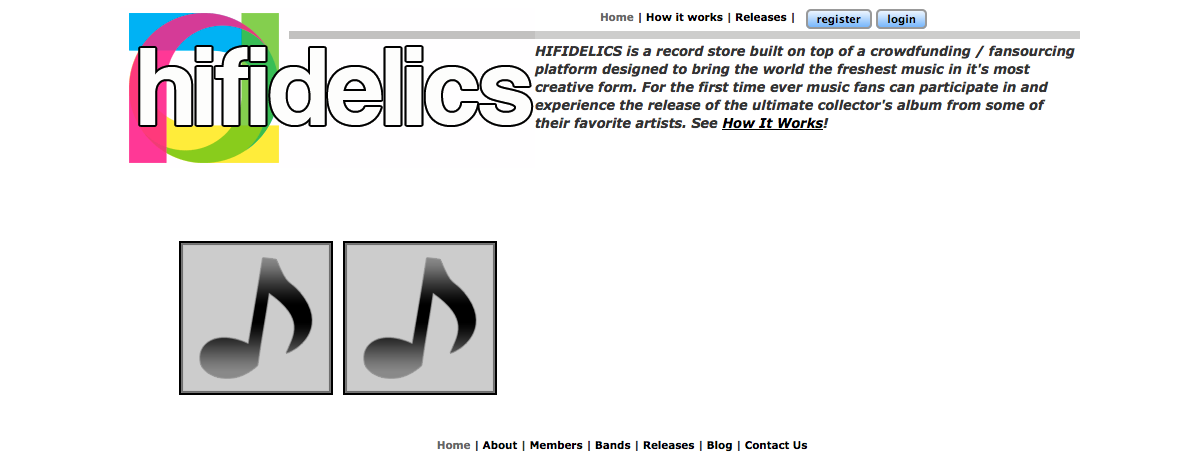 Home | How it works | Releases | register login
hifidelics
HIFIDELICS is a record store built on top of a crowdfunding / fansourcing
platform designed to bring the world the freshest music in it's most
creative form. For the first time ever music fans can participate in and
experience the release of the ultimate collector's album from some of
their favorite artists. See How It Works!
Home | About | Members | Bands | Releases | Blog | Contact Us